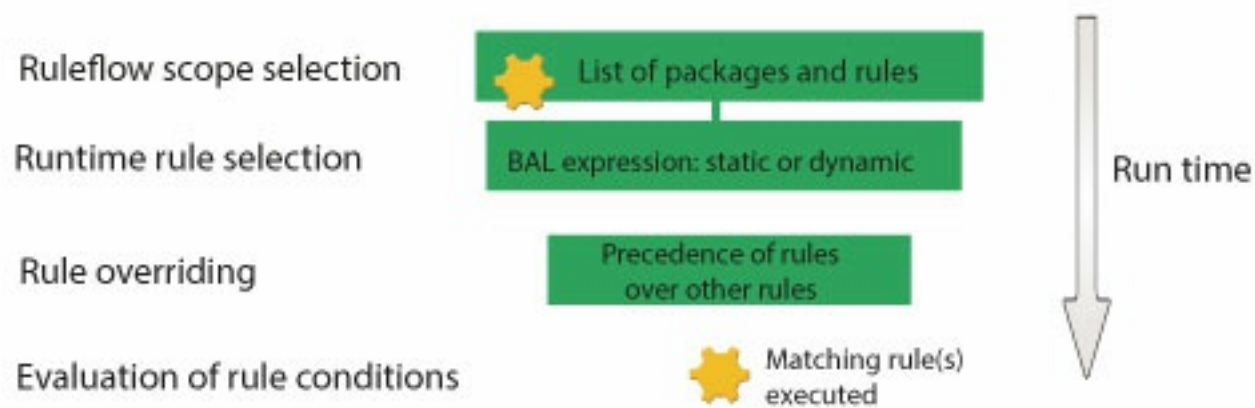 Ruleflow scope selection
List of packages and rules
Runtime rule selection
BAL expression: static or dynamic
Run time
Rule overriding
Precedence of rules
over other rules
Evaluation of rule conditions
Matching rule(s)
executed